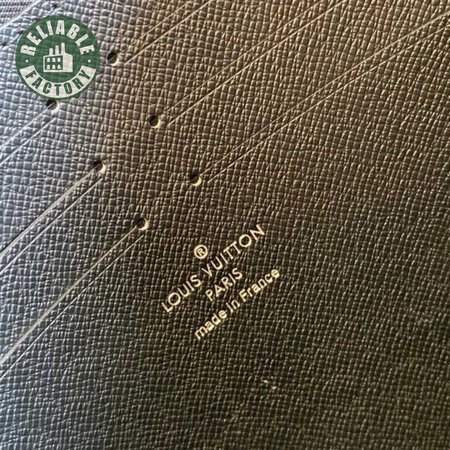 RELIABLE
FACTORY
®
LOUIS VUITTON
PARIS
made in France